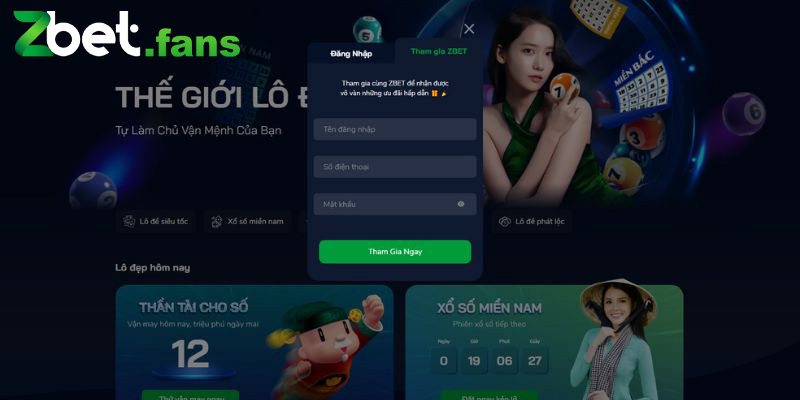 Zbet.fans
NAM
Đăng Nhập
Tham gia ZBET
Tham gia cùng ZBET để nhận được
vô vàn những ưu đãi hấp dẫn
THẾ GIỚI LÔ
Tự Làm Chủ Vận Mệnh Của Bạn
MIỀN BẮC
7
6
Tên đăng nhập
Số điện thoại
Mật khẩu
Tham Gia Ngay
Lô đề siêu tốc
Xổ số miền nam
Lô đề phát lộc
Lô đẹp hôm nay
THẦN TÀI CHO SỐ
Vận may hôm nay, triệu phú ngày mai
12
XỔ SỐ MIỀN NAM
Phiên xổ số tiếp theo
Ngày Giờ Phút Giây
0 19 06 27